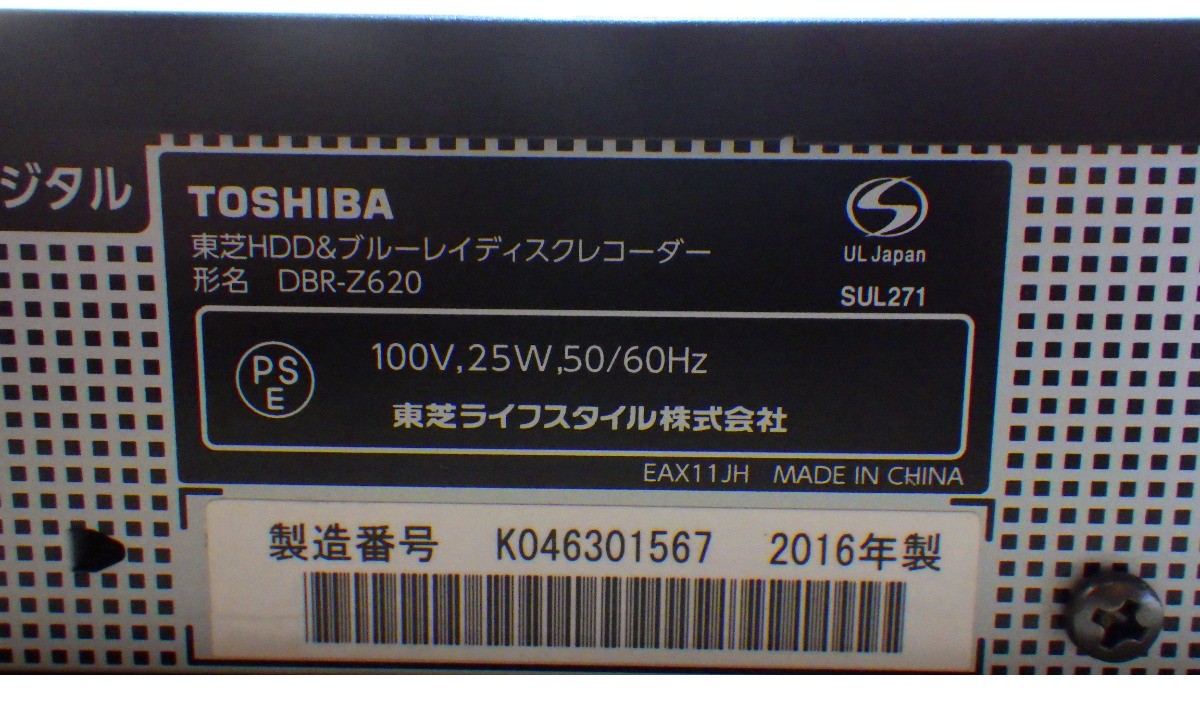 ジタル
TOSHIBA
東芝HDD&ブルーレイディスクレコーダー
形名 DBR-Z620
UL Japan
SUL271
PS
E
100V,25W,50/60Hz
東芝ライフスタイル株式会社
EAX11JH MADE IN CHINA
製造番号 K046301567 2016年製